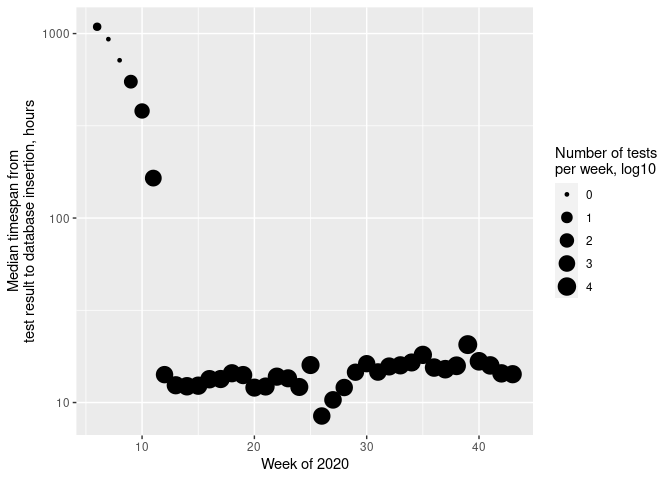 1000
100
10
Median timespan from
test result to database insertion, hours
10
20
30
40
Week of 2020
Number of tests
per week, log10
0
1
2
3
4